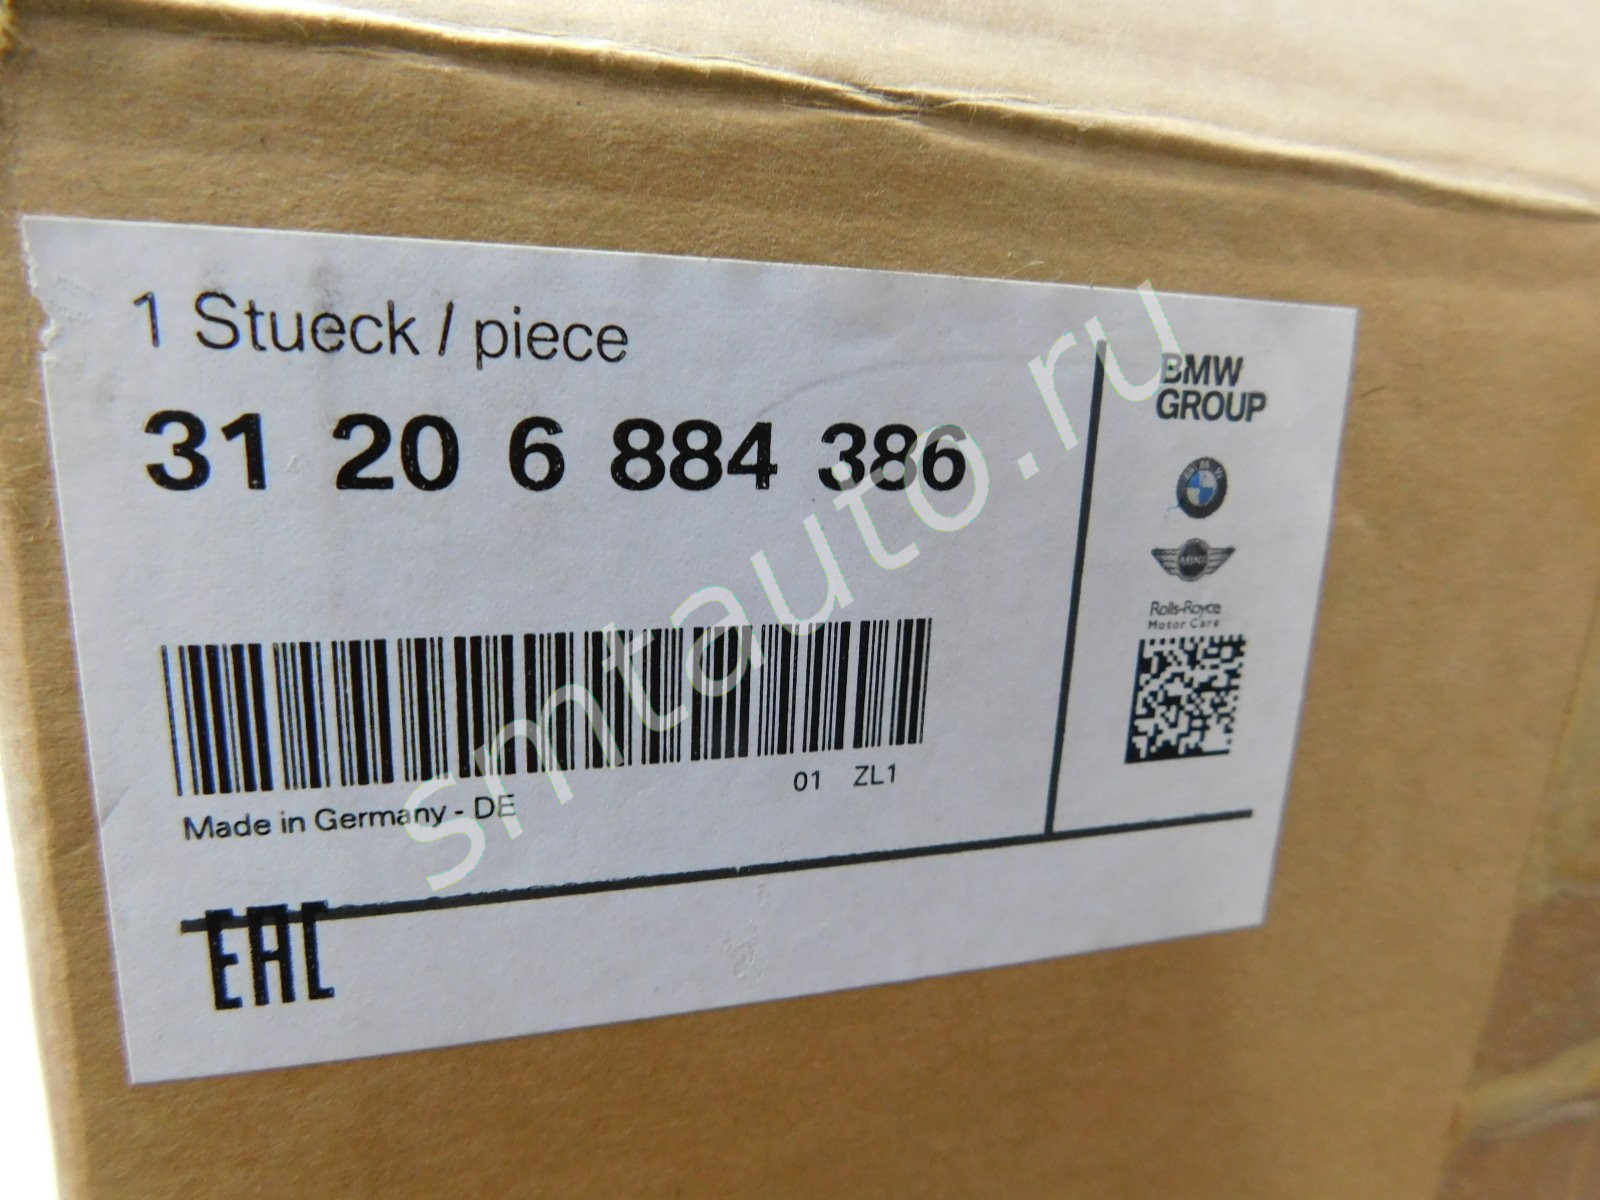 1 Stueck / piece
31 20 6 884 386
BMW
GROUP
MINI
Rolls-Royce
Motor Cars
01 ZL1
Made in Germany - DE
EAC
smtauto.ru